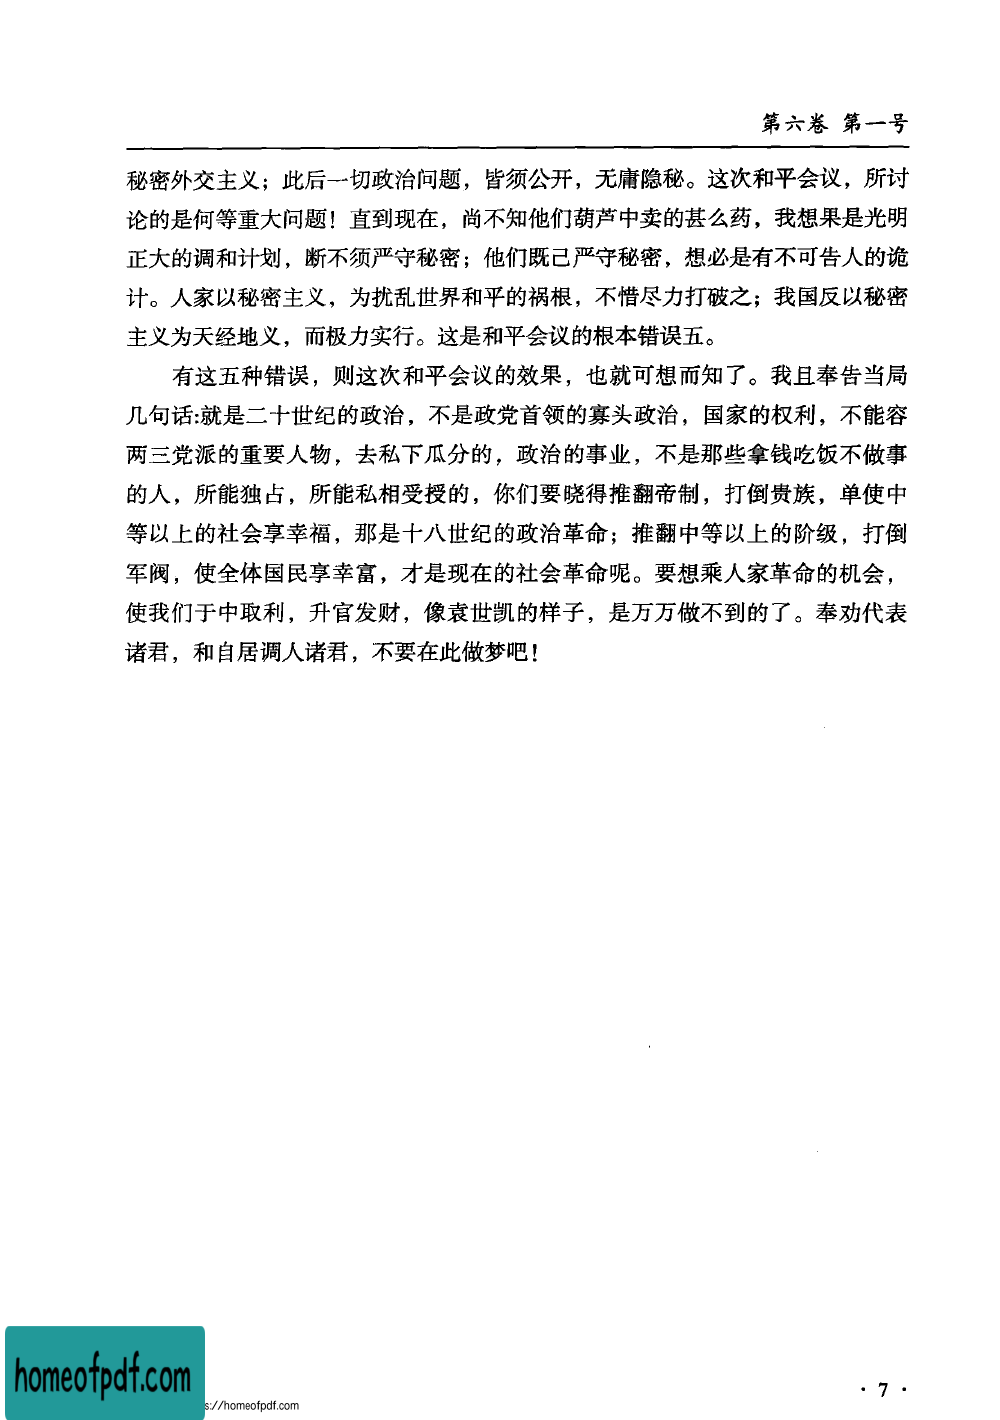 第六卷 第一号
秘密外交主义；此后一切政治问题，皆须公开，无庸隐秘。这次和平会议，所讨
论的是何等重大问题！直到现在，尚不知他们葫芦中卖的甚么药，我想果是光明
正大的调和计划，断不须严守秘密；他们既己严守秘密，想必是有不可告人的诡
计。人家以秘密主义，为扰乱世界和平的祸根，不惜尽力打破之；我国反以秘密
主义为天经地义，而极力实行。这是和平会议的根本错误五。
有这五种错误，则这次和平会议的效果，也就可想而知了。我且奉告当局
几句话:就是二十世纪的政治，不是政党首领的寡头政治，国家的权利，不能容
两三党派的重要人物，去私下瓜分的，政治的事业，不是那些拿钱吃饭不做事
的人，所能独占，所能私相受授的，你们要晓得推翻帝制，打倒贵族，单使中
等以上的社会享幸福，那是十八世纪的政治革命；推翻中等以上的阶级，打倒
军阀，使全体国民享幸富，才是现在的社会革命呢。要想乘人家革命的机会，
使我们于中取利，升官发财，像袁世凯的样子，是万万做不到的了。奉劝代表
诸君，和自居调人诸君，不要在此做梦吧！
homeofpdf.com
s://homeofpdf.com
· 7 ·